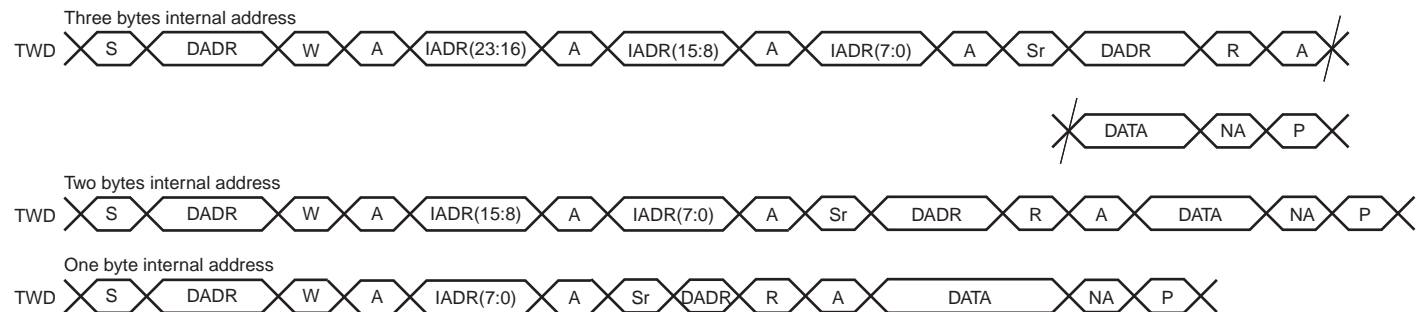 Three bytes internal address
TWD S DADR W A IADR(23:16) A IADR(15:8) A IADR(7:0) A Sr DADR R A
DATA NA P
Two bytes internal address
TWD S DADR W A IADR(15:8) A IADR(7:0) A Sr DADR R A DATA NA P
One byte internal address
TWD S DADR W A IADR(7:0) A Sr DADR R A DATA NA P